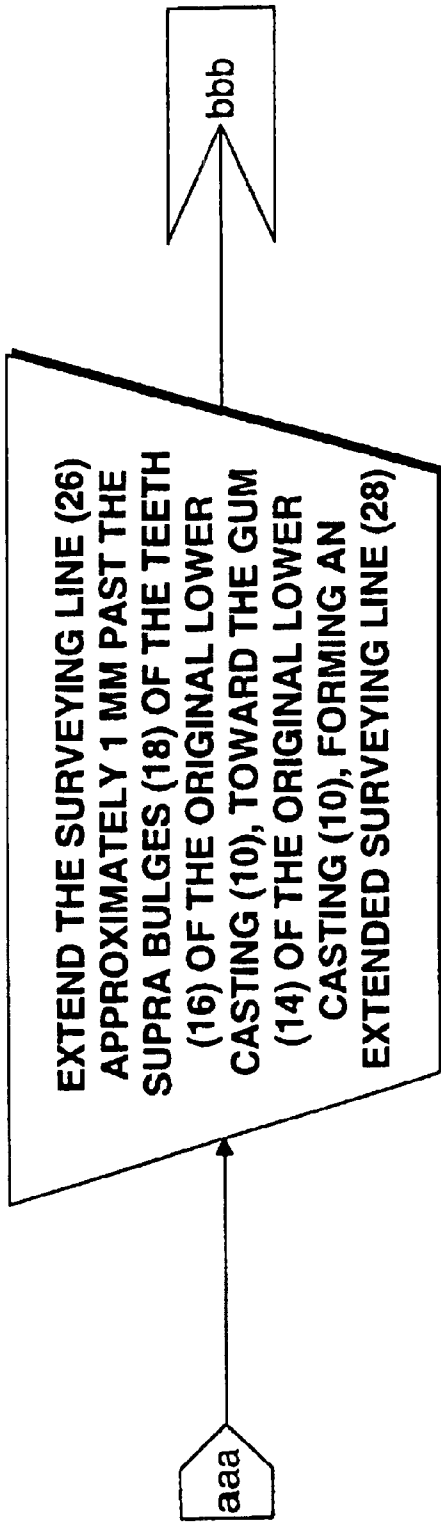 aaa
EXTEND THE SURVEYING LINE (26)
APPROXIMATELY 1 MM PAST THE
SUPRA BULGES (18) OF THE TEETH
(16) OF THE ORIGINAL LOWER
CASTING (10), TOWARD THE GUM
(14) OF THE ORIGINAL LOWER
CASTING (10), FORMING AN
EXTENDED SURVEYING LINE (28)
bbb